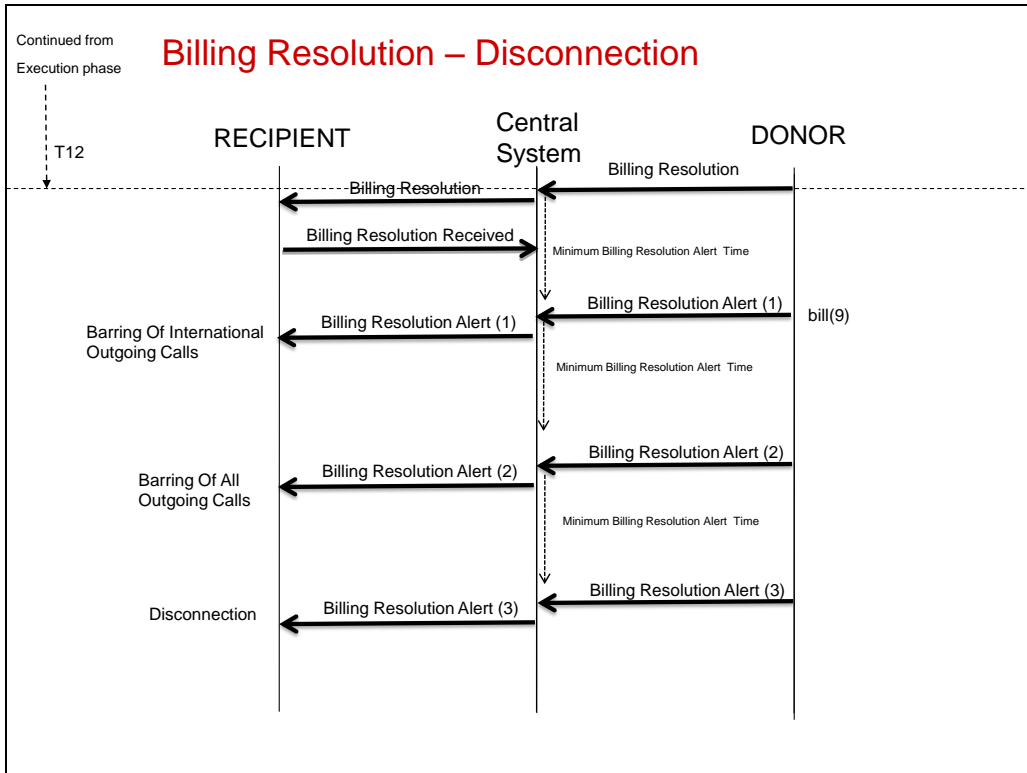 Continued from
Execution phase
Billing Resolution – Disconnection
T12
RECIPIENT
Central
System
DONOR
Billing Resolution
Billing Resolution
Billing Resolution Received
Minimum Billing Resolution Alert Time
Billing Resolution Alert (1)
bill(9)
Billing Resolution Alert (1)
Barring Of International
Outgoing Calls
Minimum Billing Resolution Alert Time
Billing Resolution Alert (2)
Billing Resolution Alert (2)
Barring Of All
Outgoing Calls
Minimum Billing Resolution Alert Time
Billing Resolution Alert (3)
Billing Resolution Alert (3)
Disconnection